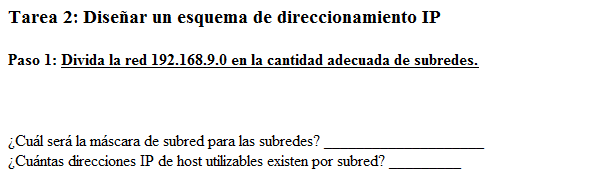 Tarea 2: Diseñar un esquema de direccionamiento IP
Paso 1: Divida la red 192.168.9.0 en la cantidad adecuada de subredes.
¿Cuál será la máscara de subred para las subredes? ____________________
¿Cuántas direcciones IP de host utilizables existen por subred? _________